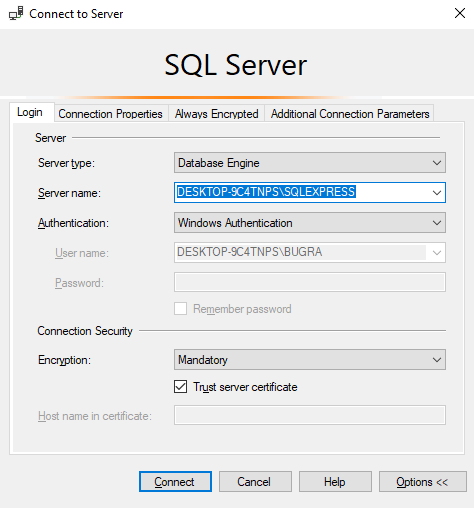 Connect to Server
SQL Server
Login Connection Properties Always Encrypted Additional Connection Parameters
Server
Server type: Database Engine
Server name: DESKTOP-9C4TNPS\SQLEXPRESS
Authentication: Windows Authentication
User name: DESKTOP-9C4TNPS\BUGRA
Password:
Remember password
Connection Security
Encryption: Mandatory
Trust server certificate
Host name in certificate:
Connect Cancel Help Options <<